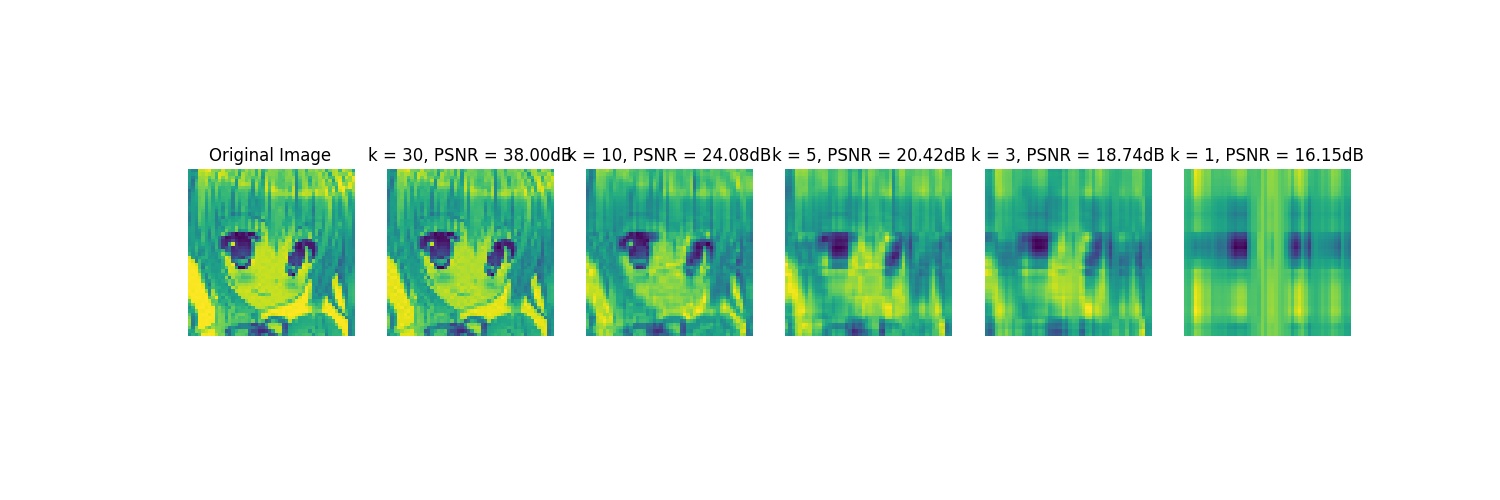 Original Image
k = 30, PSNR = 38.00dB
k = 10, PSNR = 24.08dB
k = 5, PSNR = 20.42dB
k = 3, PSNR = 18.74dB
k = 1, PSNR = 16.15dB